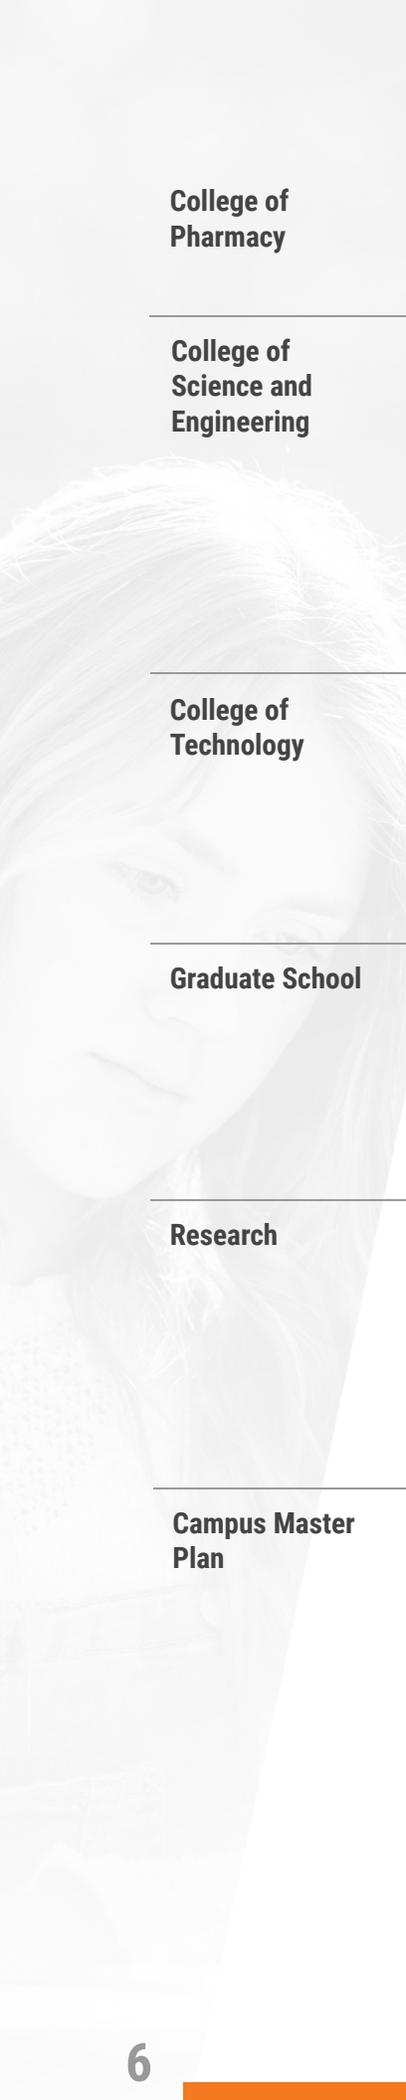 College of
Pharmacy
College of
Science and
Engineering
College of
Technology
Graduate School
Research
Campus Master
Plan
6